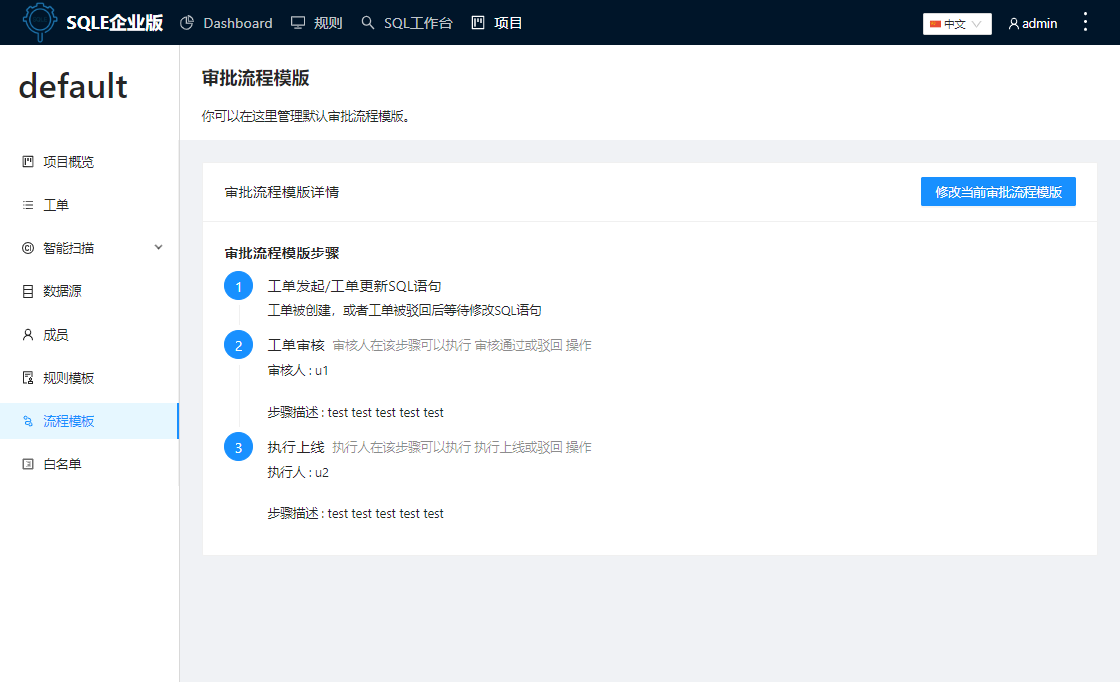 SQLE企业版 Dashboard 规则 SQL工作台 项目 中文 admin
default
项目概览
工单
智能扫描
数据源
成员
规则模板
流程模板
白名单
审批流程模版
你可以在这里管理默认审批流程模版。
审批流程模版详情 修改当前审批流程模版
审批流程模版步骤
1 工单发起/工单更新SQL语句
工单被创建，或者工单被驳回后等待修改SQL语句
2 工单审核 审核人在该步骤可以执行 审核通过或驳回 操作
审核人 : u1
步骤描述 : test test test test test
3 执行上线 执行人在该步骤可以执行 执行上线或驳回 操作
执行人 : u2
步骤描述 : test test test test test